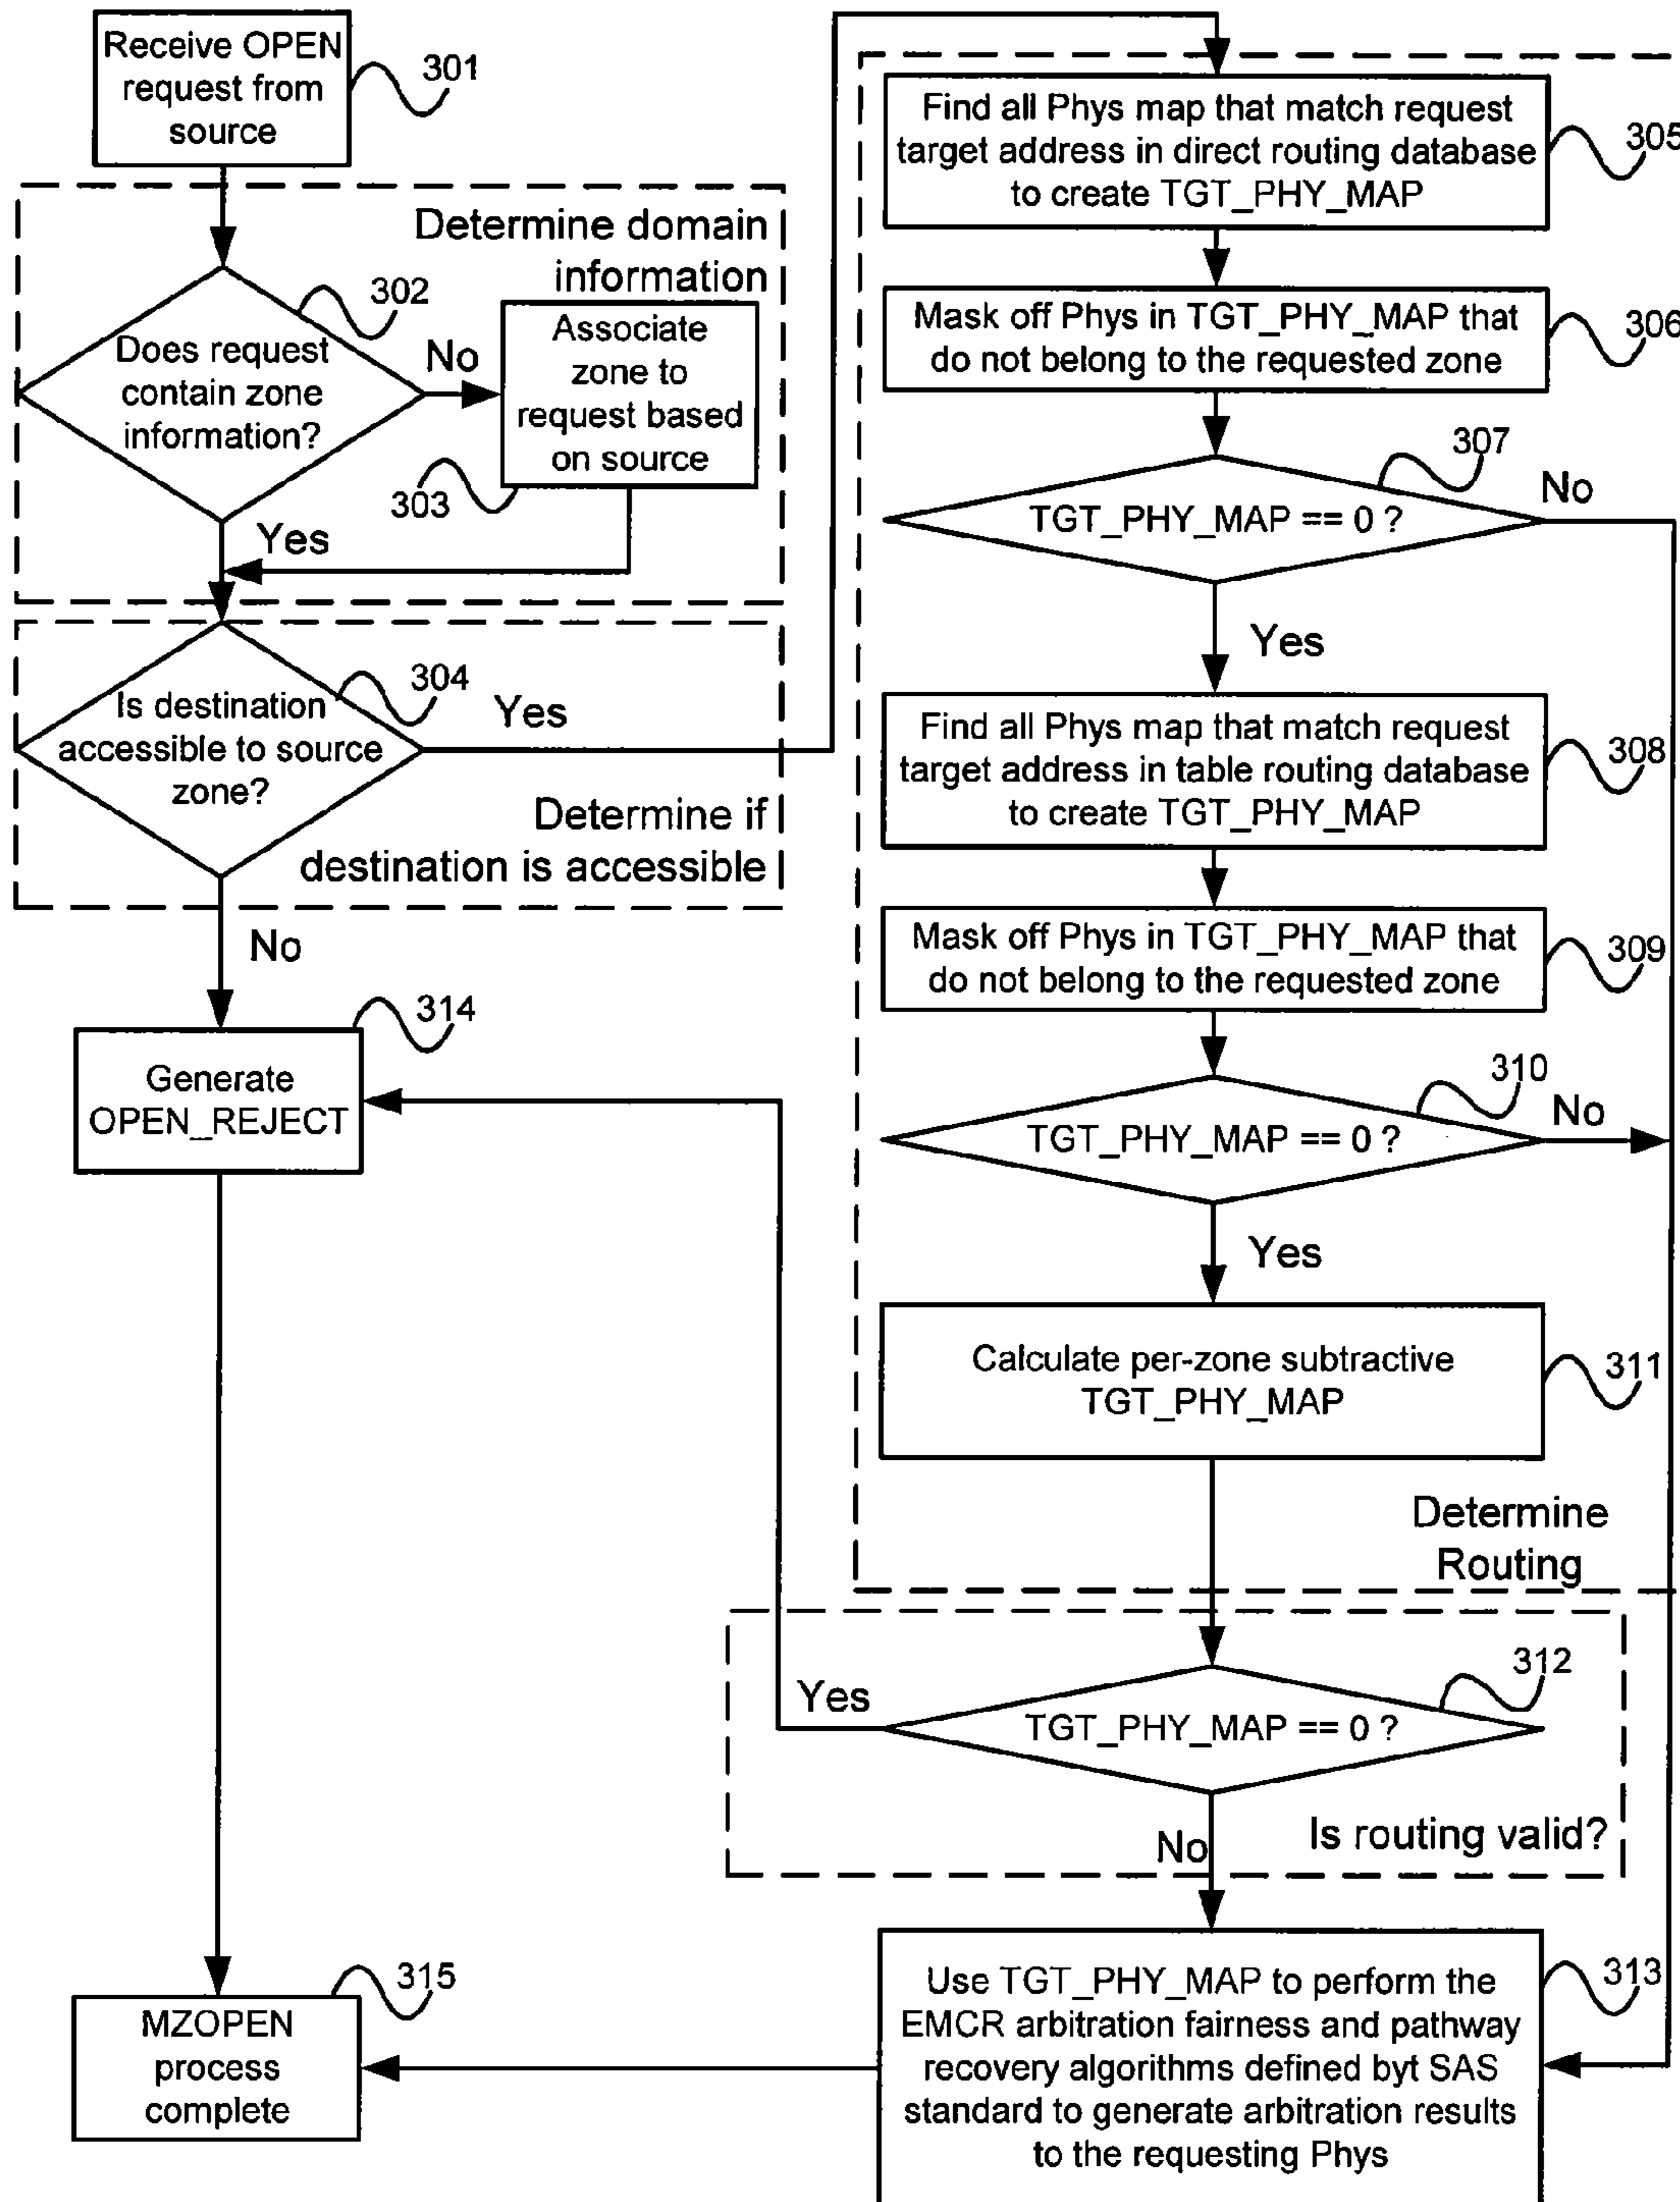 Receive OPEN
request from
source
301
Determine domain
information
302
Does request
contain zone
information?
No
Associate
zone to
request based
on source
303
Yes
304
Is destination
accessible to source
zone?
Yes
Determine if
destination is accessible
No
314
Generate
OPEN_REJECT
315
MZOPEN
process
complete
Find all Phys map that match request
target address in direct routing database
to create TGT_PHY_MAP
305
Mask off Phys in TGT_PHY_MAP that
do not belong to the requested zone
306
307
TGT_PHY_MAP == 0 ?
No
Yes
Find all Phys map that match request
target address in table routing database
to create TGT_PHY_MAP
308
Mask off Phys in TGT_PHY_MAP that
do not belong to the requested zone
309
310
TGT_PHY_MAP == 0 ?
No
Yes
Calculate per-zone subtractive
TGT_PHY_MAP
311
Determine
Routing
312
Yes
TGT_PHY_MAP == 0 ?
No
Is routing valid?
Use TGT_PHY_MAP to perform the
EMCR arbitration fairness and pathway
recovery algorithms defined byt SAS
standard to generate arbitration results
to the requesting Phys
313